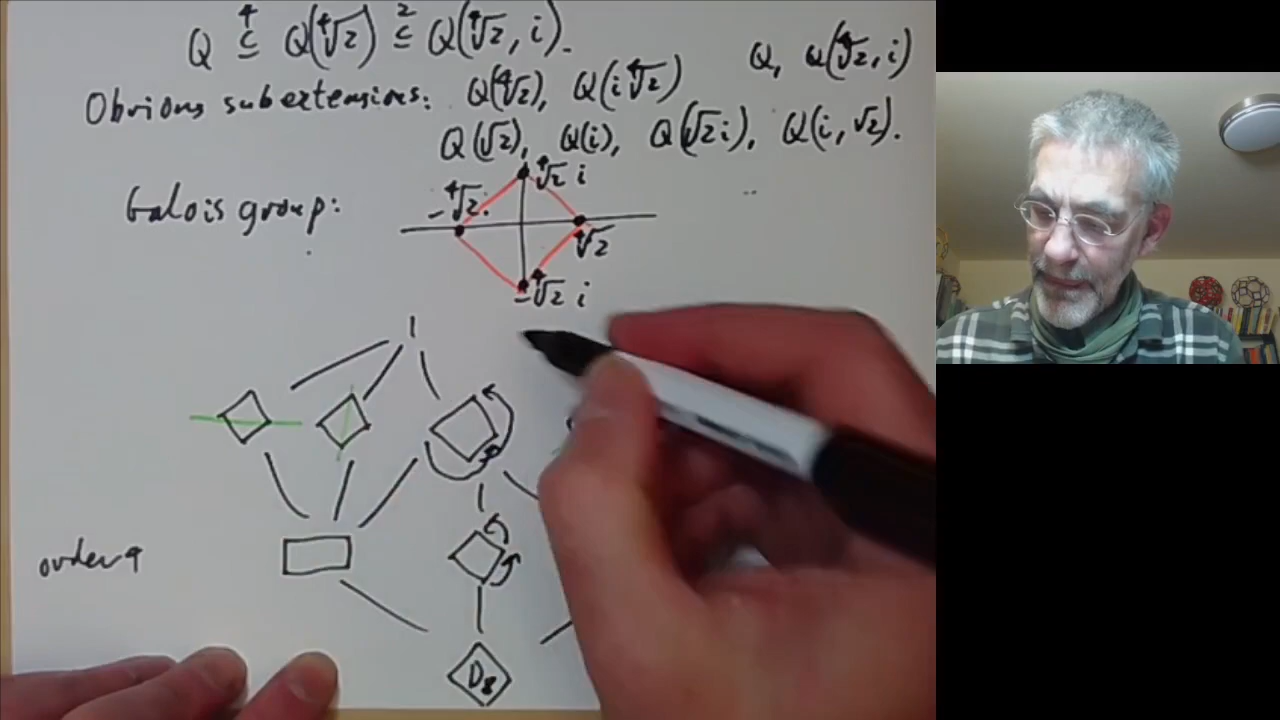 Q ⊆⁴ Q(⁴√2) ⊆² Q(⁴√2, i).
Q, Q(⁴√2, i)
Obvious subextensions: Q(⁴√2), Q(i⁴√2)
Q(√2), Q(i), Q(√2i), Q(i, √2).
Galois group:
⁴√2 i
-⁴√2
⁴√2
-⁴√2 i
1
order 4
D8